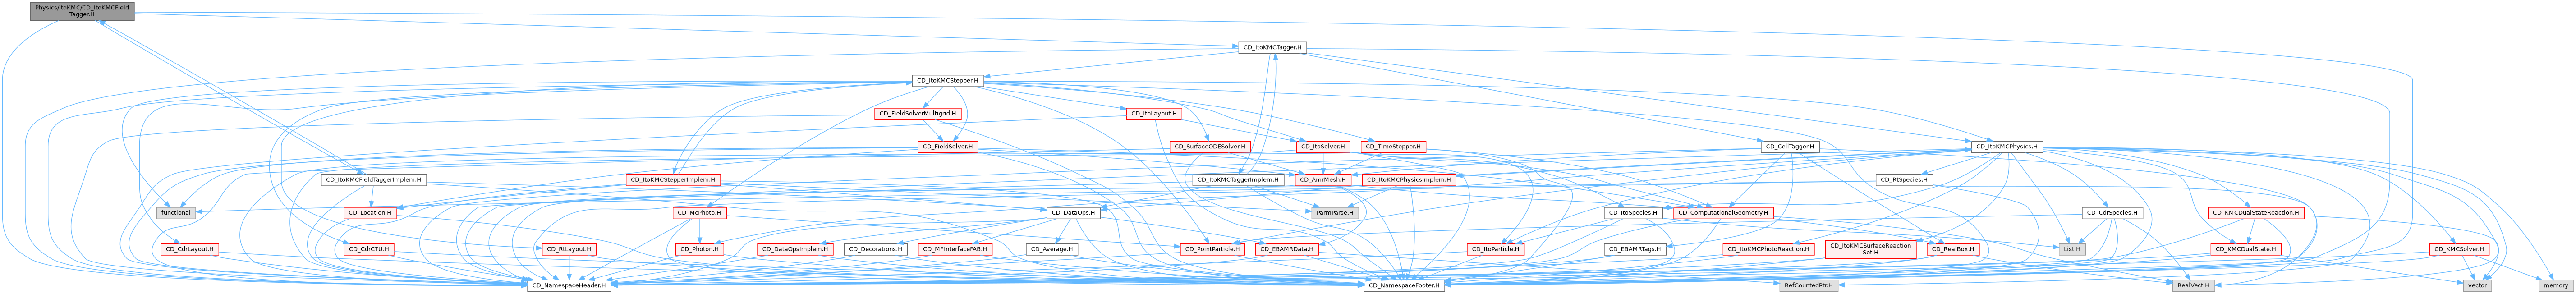 Physics/ItoKMC/CD_ItoKMCField
Tagger.H
CD_ItoKMCTagger.H
CD_ItoKMCStepper.H
CD_FieldSolverMultigrid.H
CD_ItoLayout.H
CD_FieldSolver.H
CD_SurfaceODESolver.H
CD_ItoSolver.H
CD_TimeStepper.H
CD_CellTagger.H
CD_ItoKMCPhysics.H
CD_ItoKMCFieldTaggerImplem.H
CD_ItoKMCStepperImplem.H
CD_ItoKMCTaggerImplem.H
CD_AmrMesh.H
CD_ItoKMCPhysicsImplem.H
CD_RtSpecies.H
functional
CD_Location.H
CD_McPhoto.H
CD_DataOps.H
ParmParse.H
CD_ItoSpecies.H
CD_ComputationalGeometry.H
CD_CdrSpecies.H
CD_KMCDualStateReaction.H
CD_CdrLayout.H
CD_CdrCTU.H
CD_RtLayout.H
CD_Photon.H
CD_DataOpsImplem.H
CD_Decorations.H
CD_MFInterfaceFAB.H
CD_Average.H
CD_PointParticle.H
CD_EBAMRData.H
CD_ItoParticle.H
CD_EBAMRTags.H
CD_RealBox.H
CD_ItoKMCPhotoReaction.H
CD_ItoKMCSurfaceReaction
Set.H
List.H
CD_KMCDualState.H
CD_KMCSolver.H
CD_NamespaceHeader.H
CD_NamespaceFooter.H
RefCountedPtr.H
RealVect.H
vector
memory